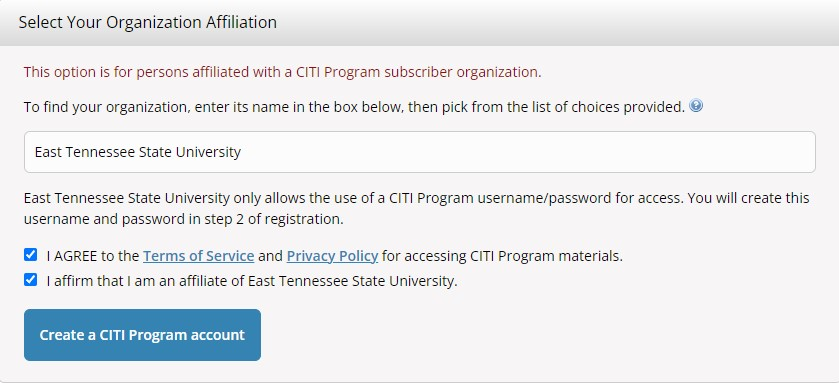 Select Your Organization Affiliation
This option is for persons affiliated with a CITI Program subscriber organization.
To find your organization, enter its name in the box below, then pick from the list of choices provided.
East Tennessee State University
East Tennessee State University only allows the use of a CITI Program username/password for access. You will create this
username and password in step 2 of registration.
I AGREE to the Terms of Service and Privacy Policy for accessing CITI Program materials.
I affirm that I am an affiliate of East Tennessee State University.
Create a CITI Program account